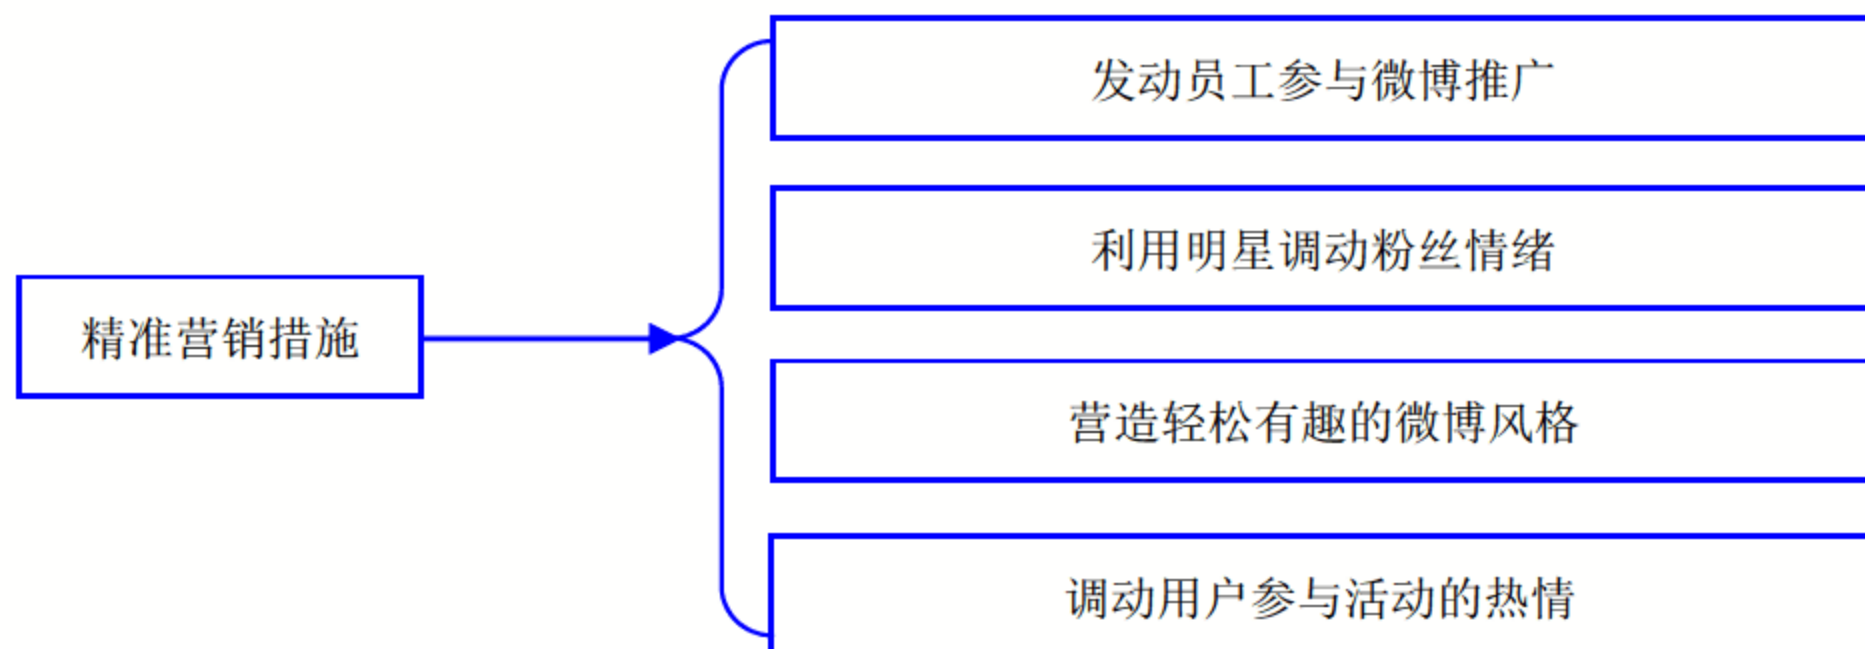 发动员工参与微博推广
利用明星调动粉丝情绪
精准营销措施
营造轻松有趣的微博风格
调动用户参与活动的热情